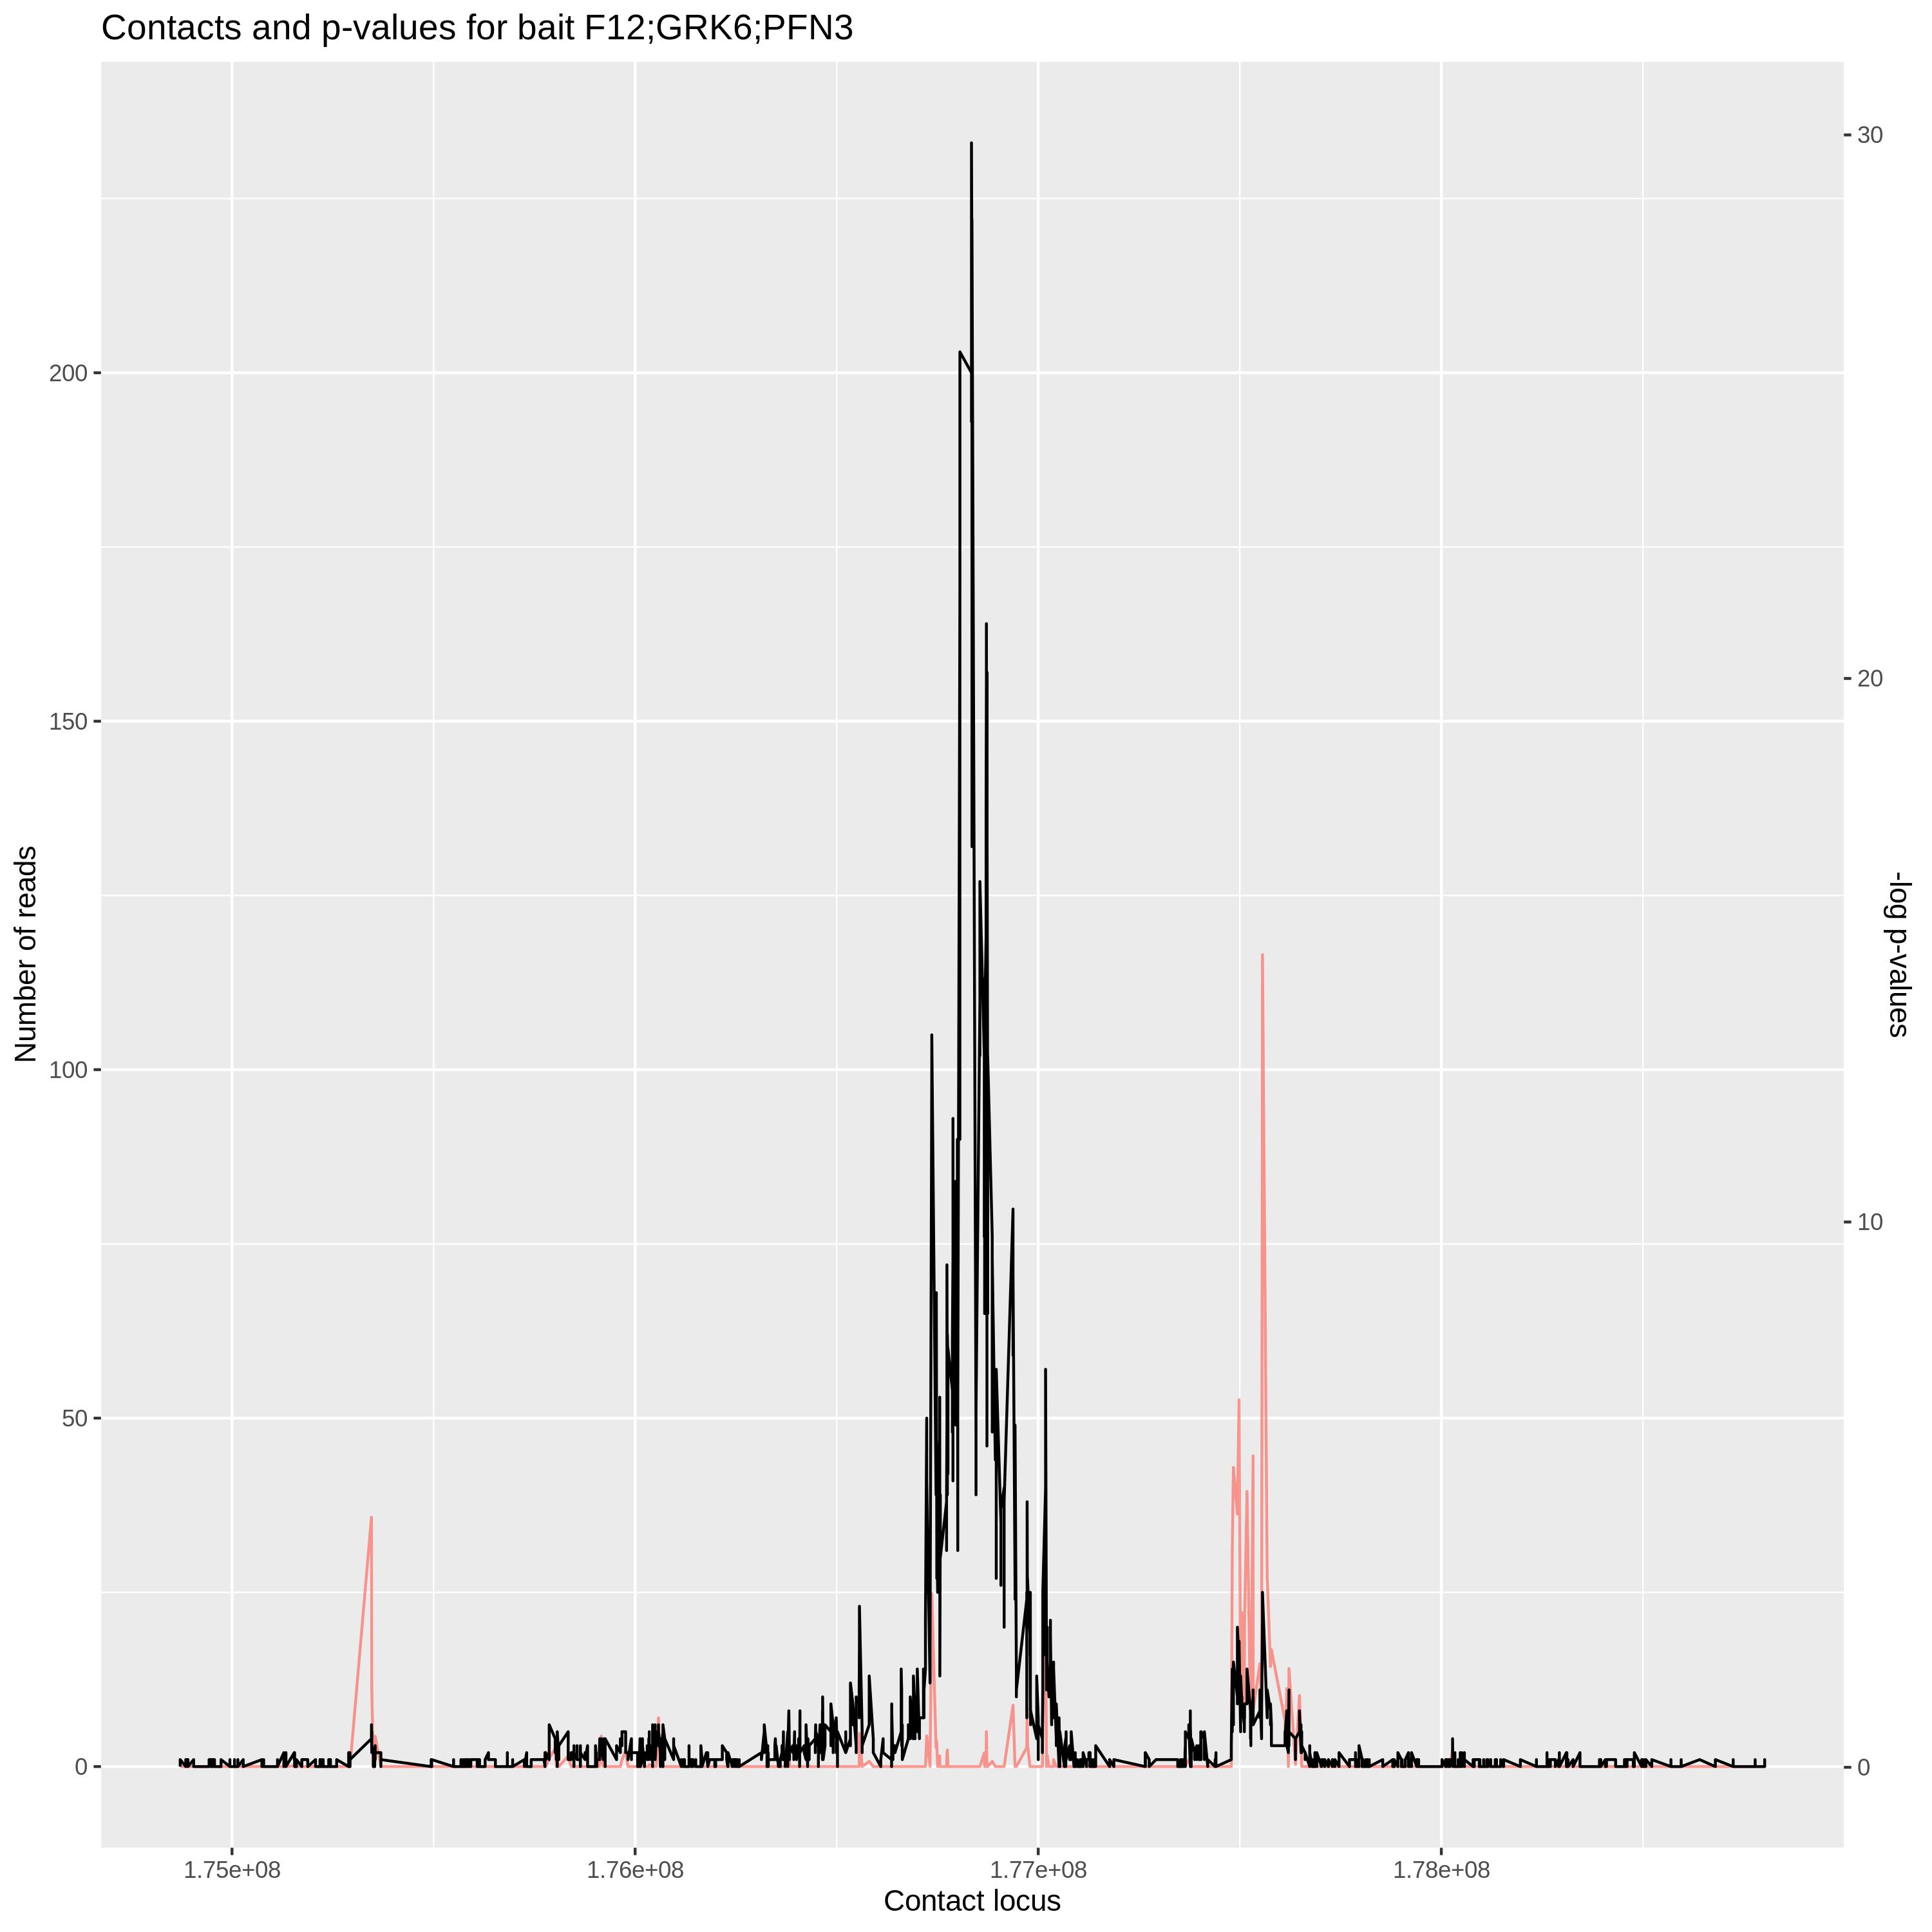 Contacts and p-values for bait F12;GRK6;PFN3
Number of reads
200
150
100
50
0
30
20
10
0
-log p-values
1.75e+08
1.76e+08
1.77e+08
1.78e+08
Contact locus